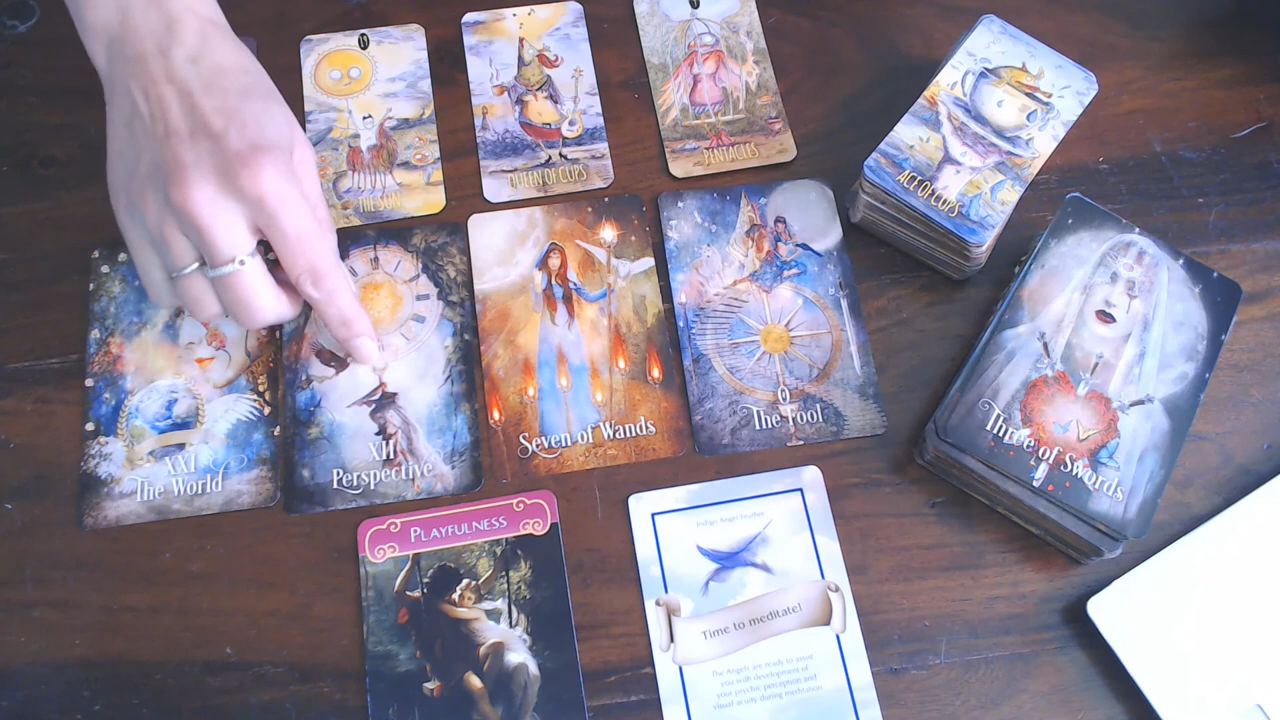 THE SUN
QUEEN OF CUPS
PENTACLES
ACE OF CUPS
XXI
The World
XII
Perspective
Seven of Wands
0
The Fool
Three of Swords
PLAYFULNESS
Indigo Angel Feather
Time to meditate!
The Angels are ready to assist
you with development of
your psychic perception and
visual acuity during meditation